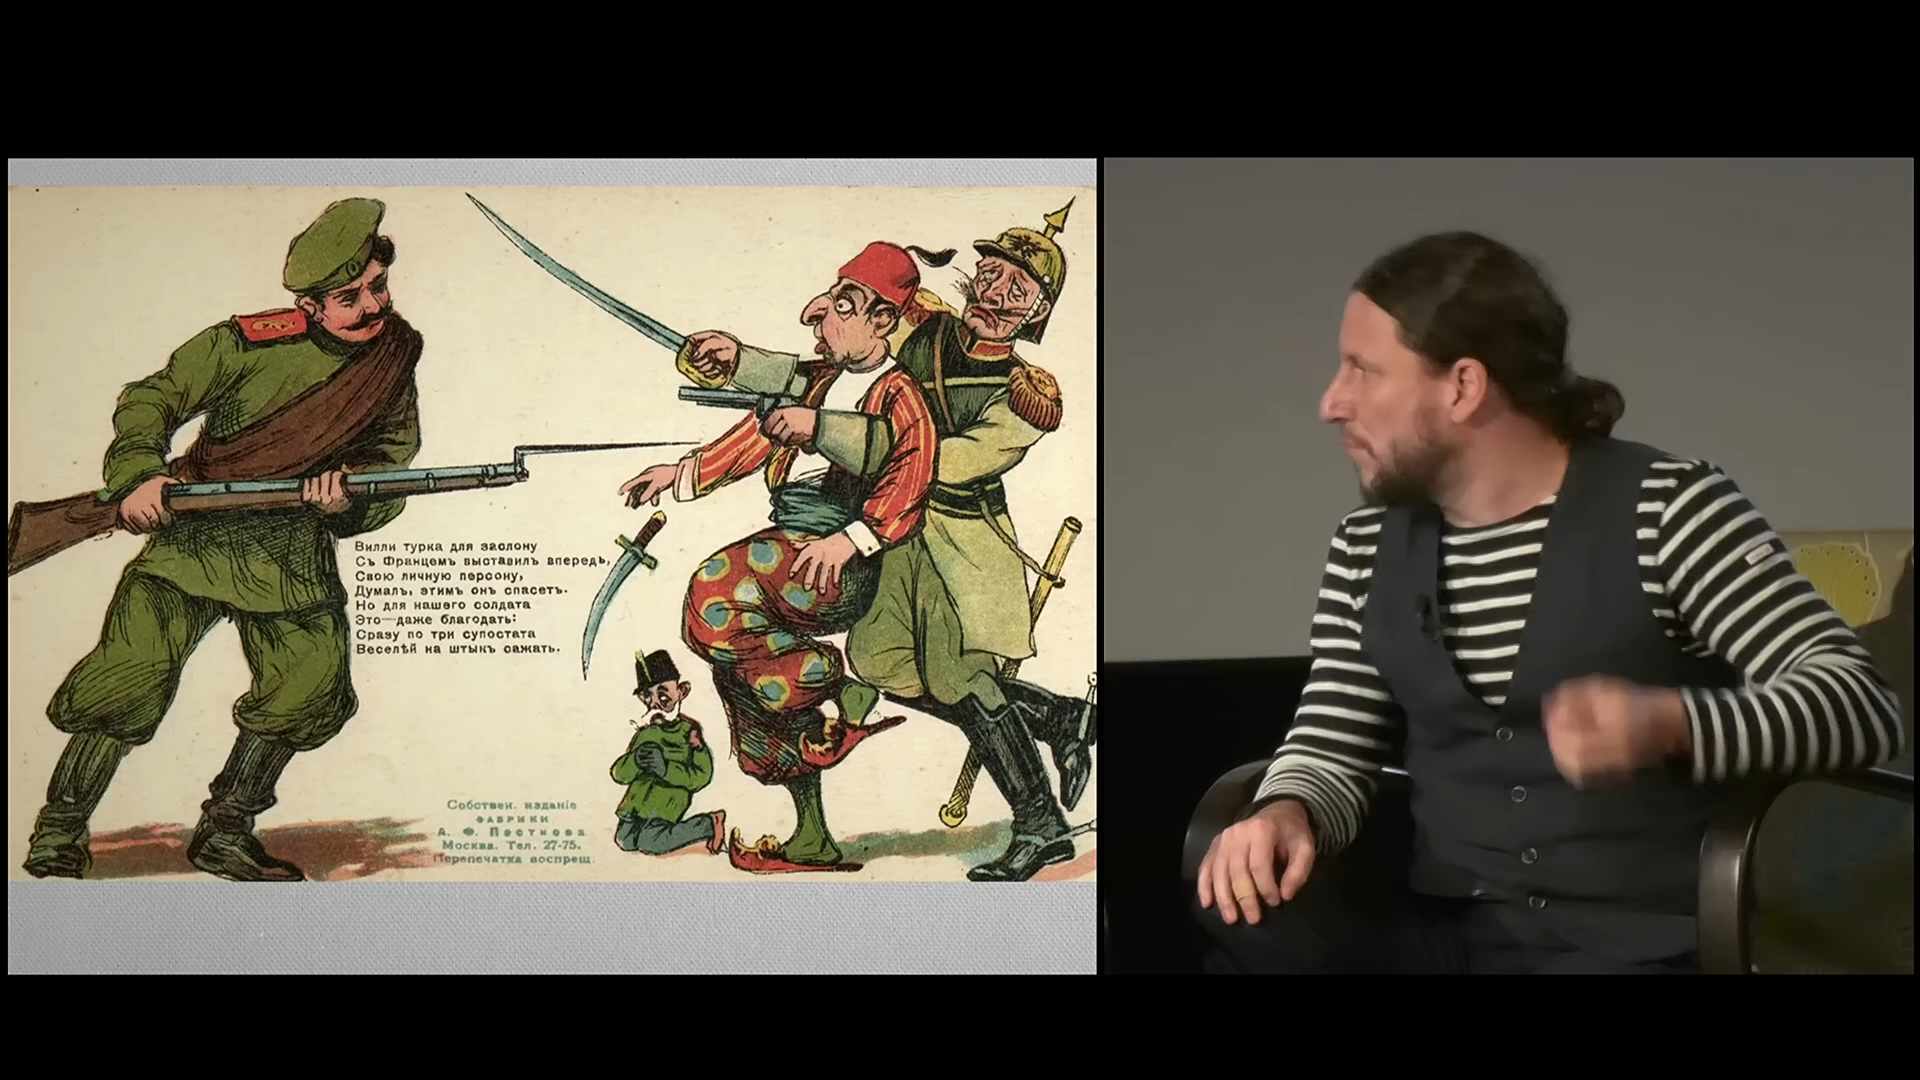 Вилли турка для заслону
Съ Францемъ выставилъ впередъ,
Свою личную персону,
Думалъ, этимъ онъ спасетъ.
Но для нашего солдата
Это—даже благодать:
Сразу по три супостата
Веселѣй на штыкъ сажать.
Собствен. изданіе
ФАБРИКИ
А. Ф. Постнова
Москва. Тел. 27-75.
Перепечатка воспрещ.